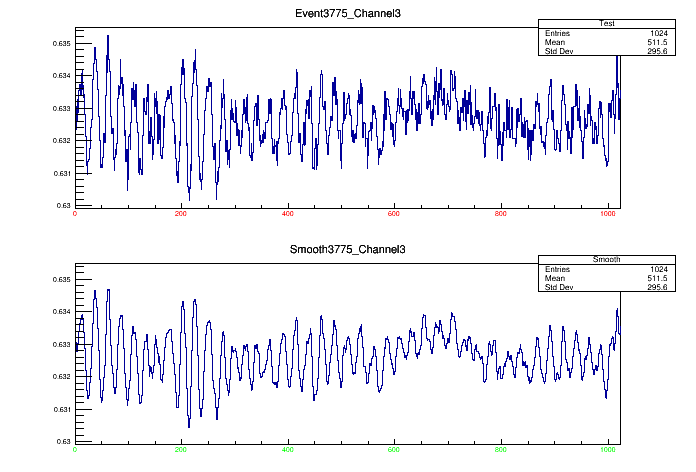 Event3775_Channel3
Test
Entries 1024
Mean 511.5
Std Dev 295.6
0.635
0.634
0.633
0.632
0.631
0.63
0 200 400 600 800 1000
Smooth3775_Channel3
Smooth
Entries 1024
Mean 511.5
Std Dev 295.6
0.635
0.634
0.633
0.632
0.631
0.63
0 200 400 600 800 1000